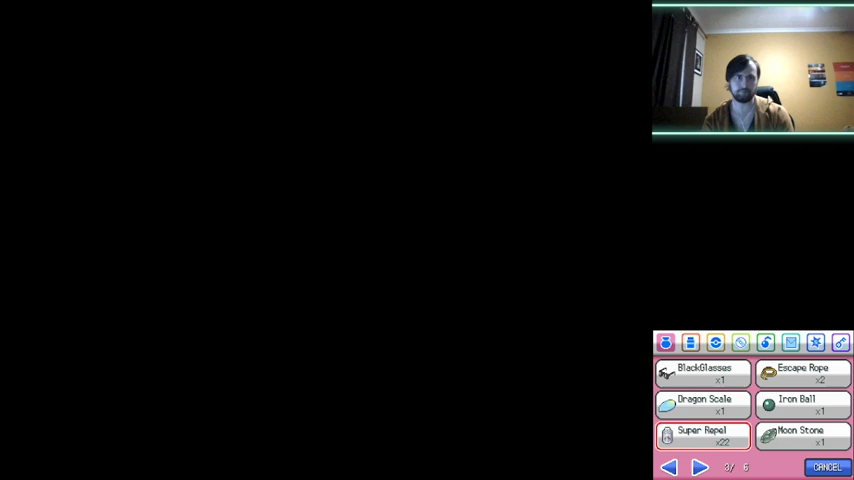 BlackGlasses
x1
Escape Rope
x2
Dragon Scale
x1
Iron Ball
x1
Super Repel
x22
Moon Stone
x1
3/ 6
CANCEL